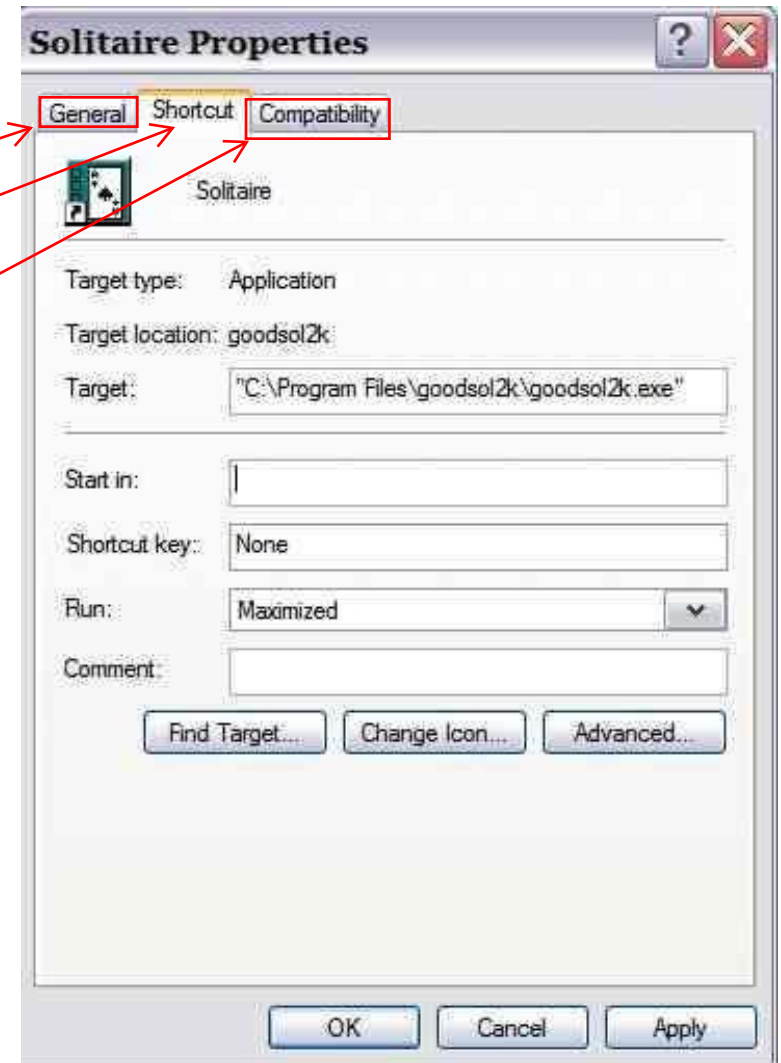 Solitaire Properties ?
General Shortcut Compatibility
Solitaire
Target type: Application
Target location: goodsol2k
Target: "C:\Program Files\goodsol2k\goodsol2k.exe"
Start in:
Shortcut key: None
Run: Maximized
Comment:
Find Target... Change Icon... Advanced...
OK Cancel Apply